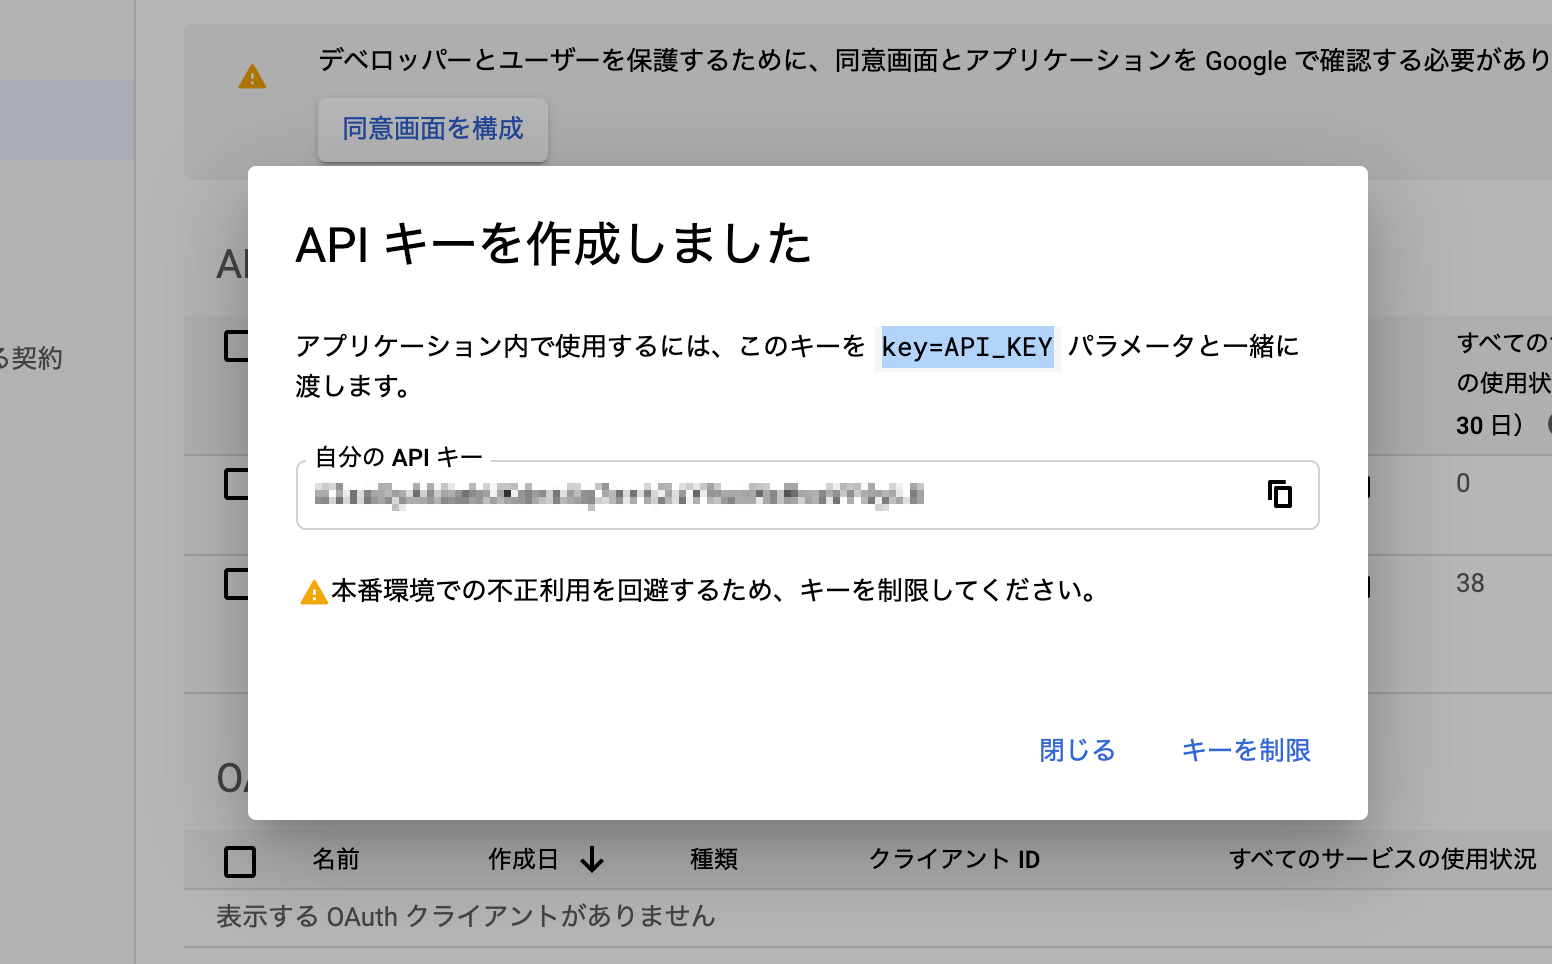 デベロッパーとユーザーを保護するために、同意画面とアプリケーションを Google で確認する必要があり
同意画面を構成
API キーを作成しました
アプリケーション内で使用するには、このキーを key=API_KEY パラメータと一緒に
渡します。
自分の API キー
本番環境での不正利用を回避するため、キーを制限してください。
閉じる キーを制限
る契約
すべての
の使用状
30 日）
0
38
名前 作成日 種類 クライアント ID すべてのサービスの使用状況
表示する OAuth クライアントがありません